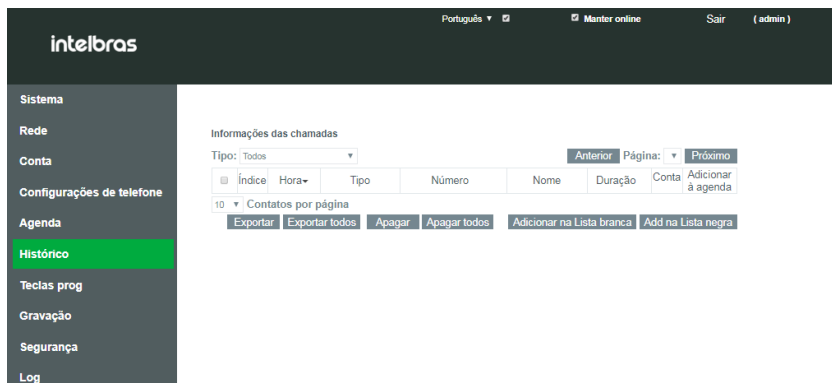 Português Manter online Sair ( admin )
intelbras
Sistema
Rede
Conta
Configurações de telefone
Agenda
Histórico
Teclas prog
Gravação
Segurança
Log
Informações das chamadas
Tipo: Todos Anterior Página: Próximo
Índice Hora Tipo Número Nome Duração Conta Adicionar à agenda
10 Contatos por página
Exportar Exportar todos Apagar Apagar todos Adicionar na Lista branca Add na Lista negra